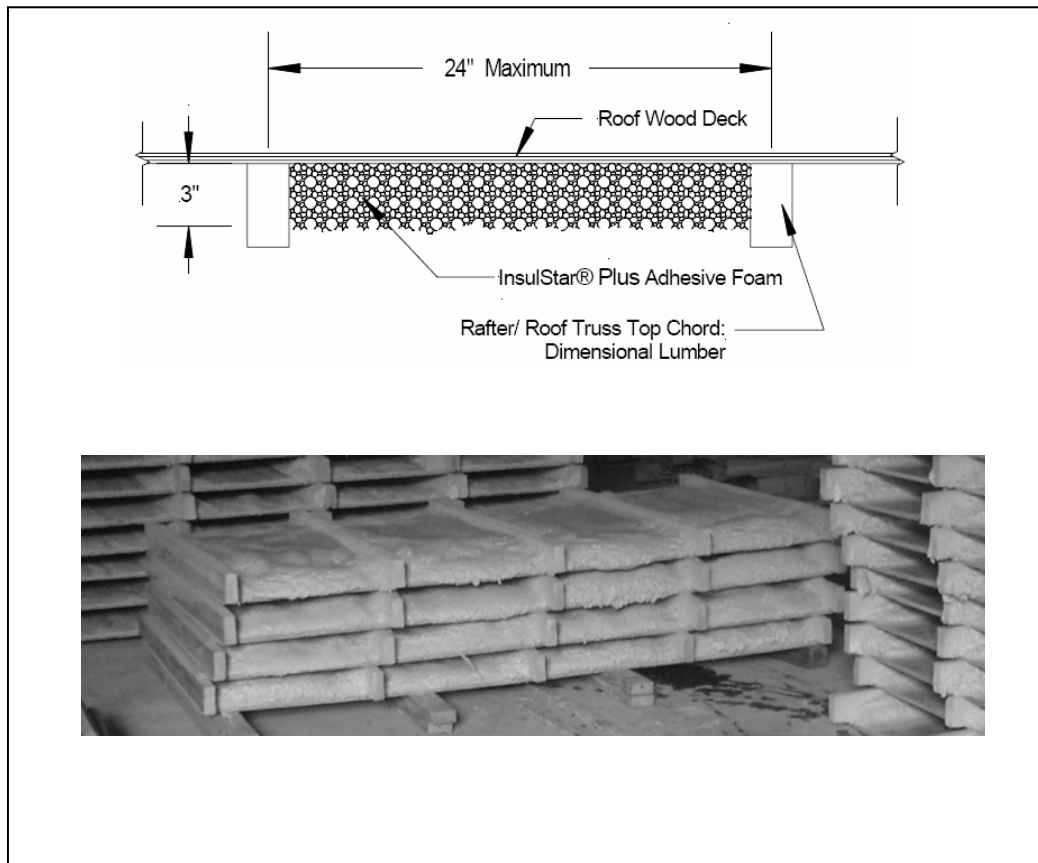 24" Maximum
Roof Wood Deck
3"
InsulStar® Plus Adhesive Foam
Rafter/ Roof Truss Top Chord:
Dimensional Lumber